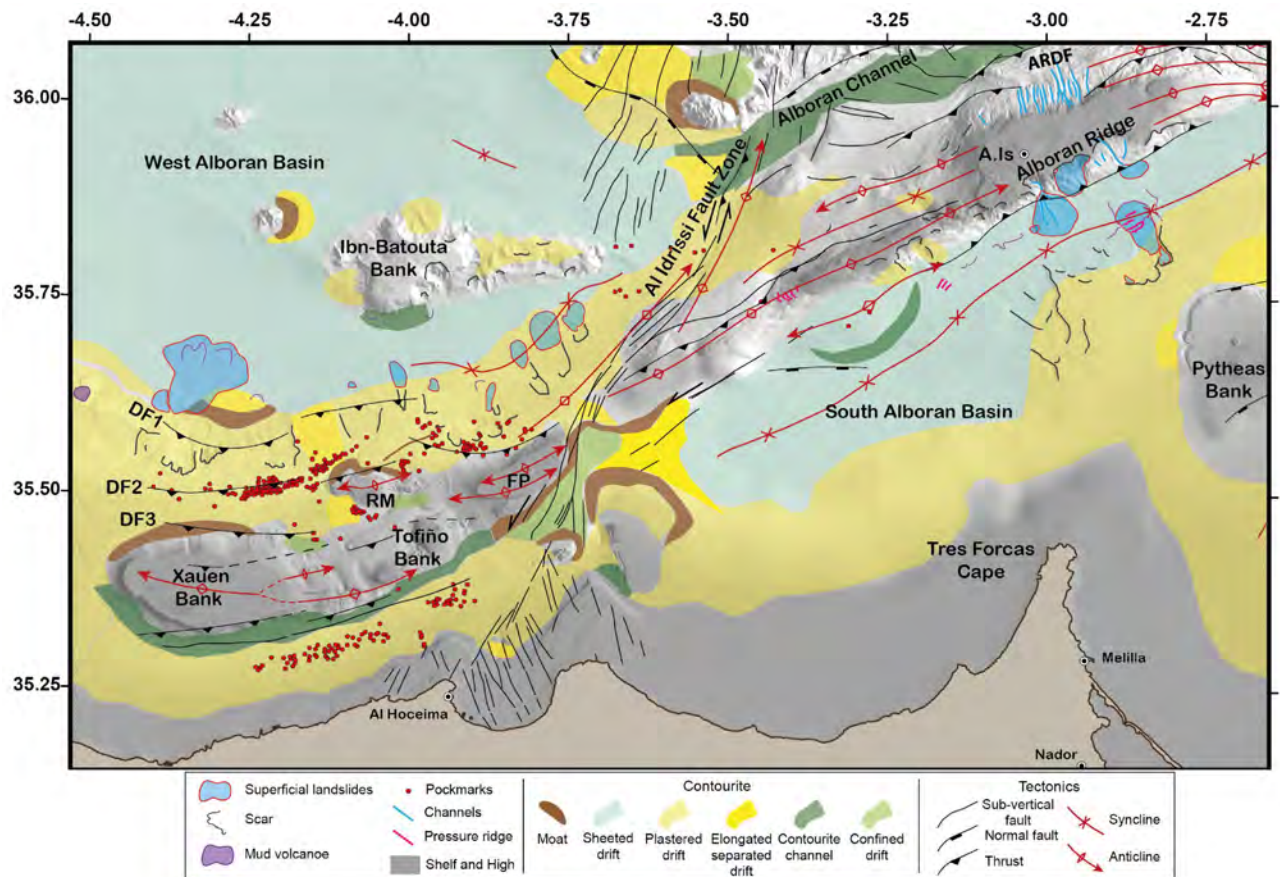 -4.50 -4.25 -4.00 -3.75 -3.50 -3.25 -3.00 -2.75
36.00
35.75
35.50
35.25
ARDF
Alboran Channel
West Alboran Basin
A.Is
Alboran Ridge
Al Idrissi Fault Zone
Ibn-Batouta
Bank
Pytheas
Bank
DF1
South Alboran Basin
DF2
FP
RM
DF3
Tofiño
Bank
Xauen
Bank
Tres Forcas
Cape
Melilla
Al Hoceima
Nador
Superficial landslides
Scar
Mud volcanoe
Pockmarks
Channels
Pressure ridge
Shelf and High
Contourite
Moat
Sheeted
drift
Plastered
drift
Elongated
separated
drift
Contourite
channel
Confined
drift
Tectonics
Sub-vertical
fault
Normal fault
Thrust
Syncline
Anticline